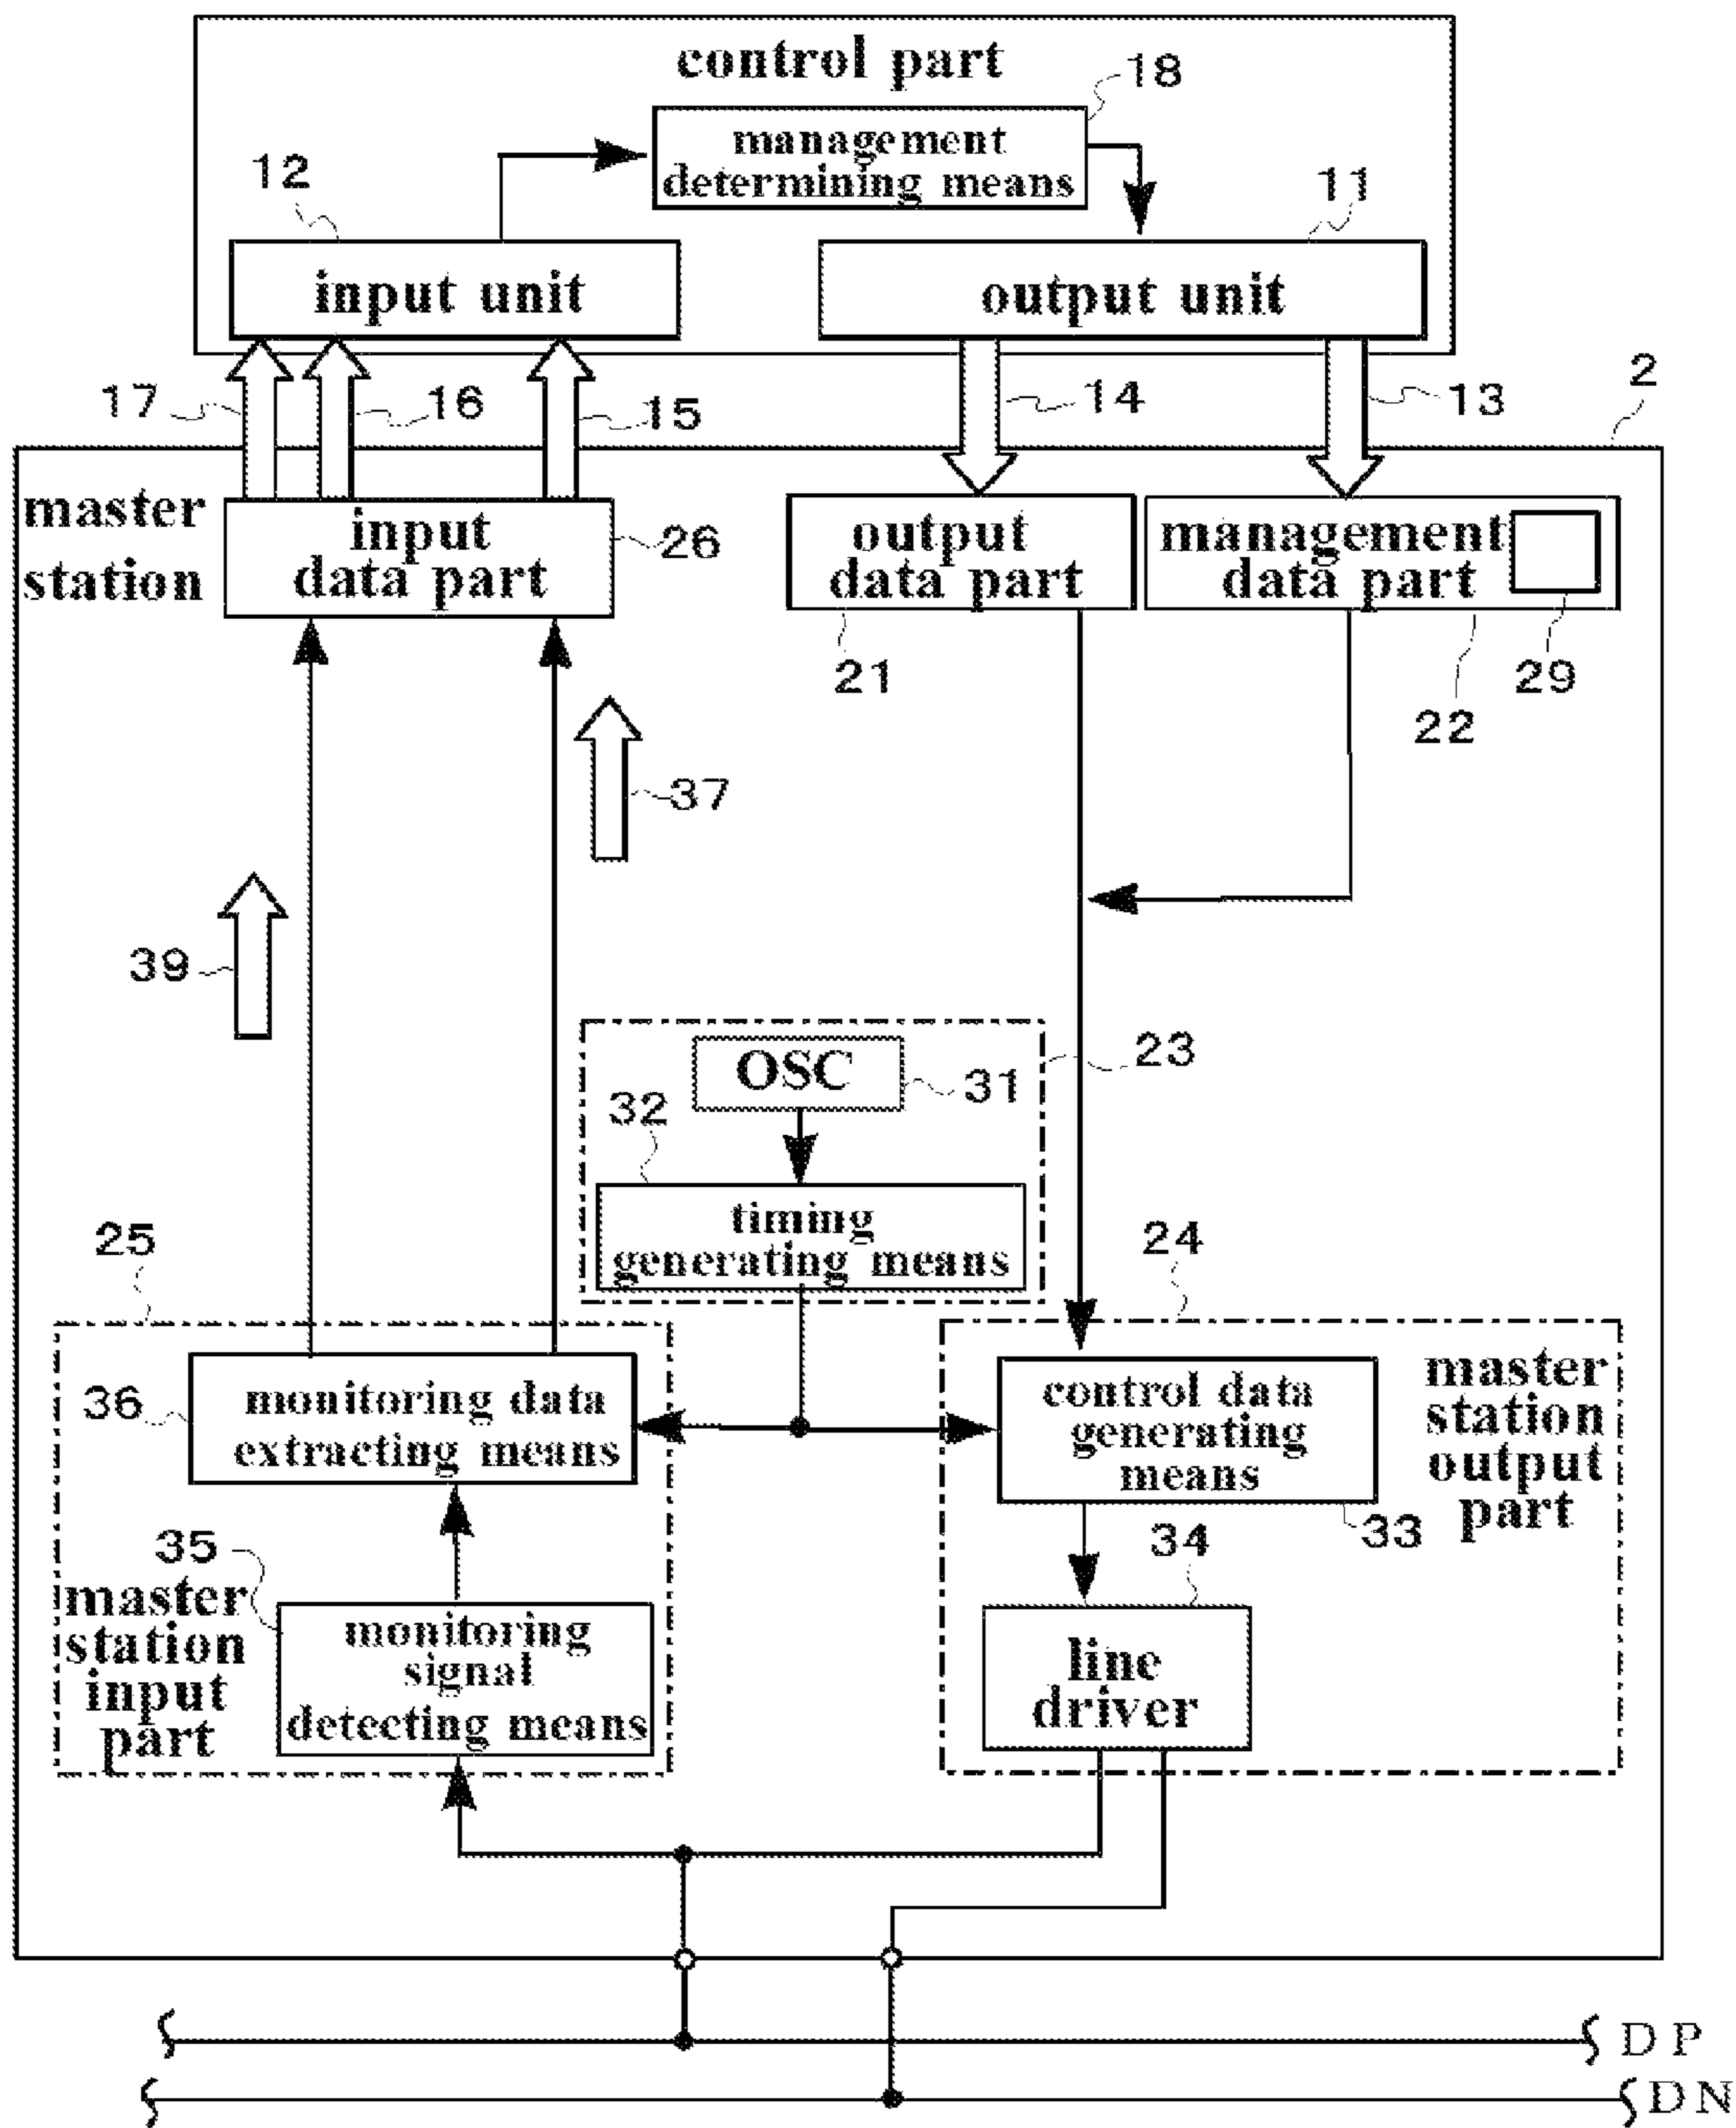 control part
18
management
determining means
12
11
input unit
output unit
17
16
15
14
13
2
master
station
input
data part
26
output
data part
management
data part
21
22
29
37
39
23
OSC
31
32
timing
generating means
25
24
36
monitoring data
extracting means
control data
generating
means
master
station
output
part
33
34
35
master
station
input
part
monitoring
signal
detecting means
line
driver
DP
DN